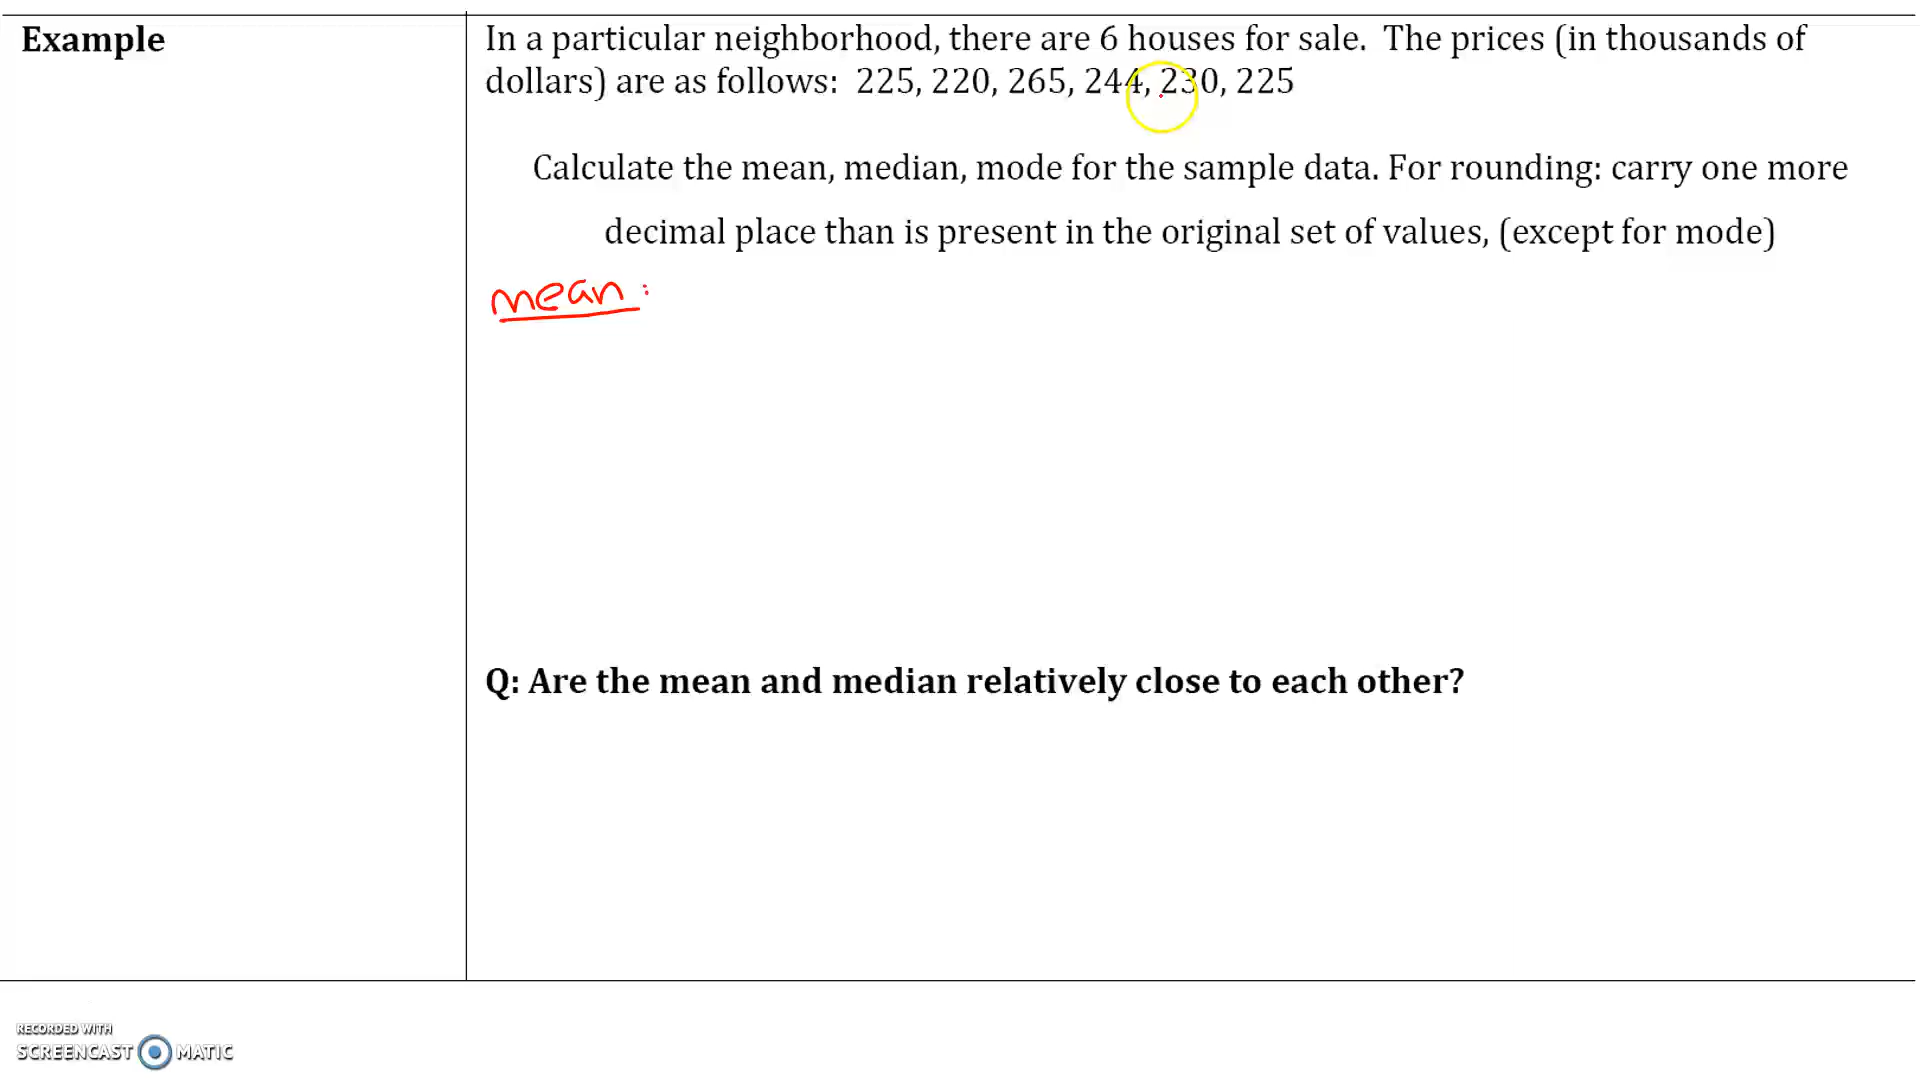 Example
In a particular neighborhood, there are 6 houses for sale.  The prices (in thousands of
dollars) are as follows:  225, 220, 265, 244, 230, 225
Calculate the mean, median, mode for the sample data. For rounding: carry one more
decimal place than is present in the original set of values, (except for mode)
mean:
Q: Are the mean and median relatively close to each other?
RECORDED WITH
SCREENCAST MATIC